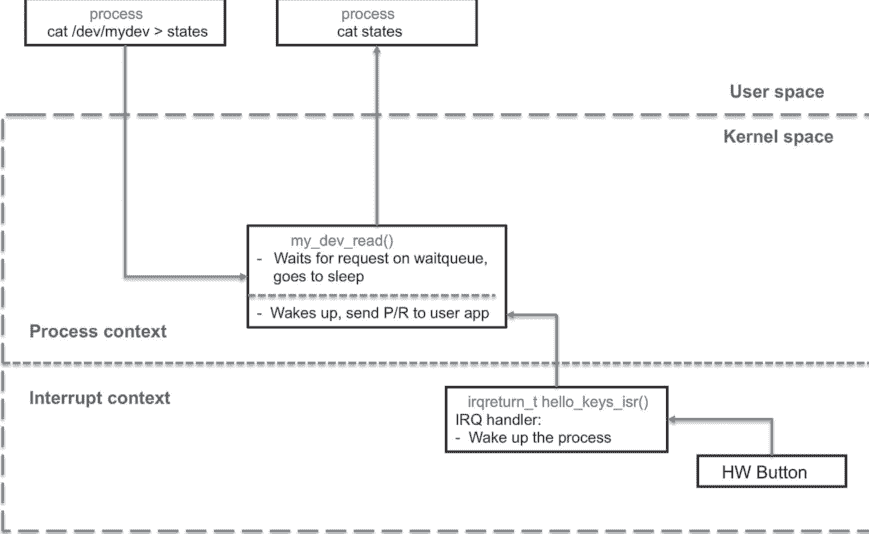 process
cat /dev/mydev > states
process
cat states
User space
Kernel space
my_dev_read()
- Waits for request on waitqueue,
goes to sleep
- Wakes up, send P/R to user app
Process context
Interrupt context
irqreturn_t hello_keys_isr()
IRQ handler:
- Wake up the process
HW Button